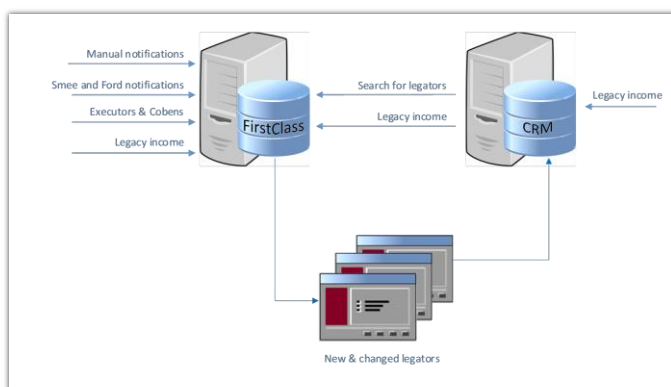 Manual notifications
Smee and Ford notifications
Executors & Cobens
Legacy income
FirstClass
Search for legators
Legacy income
CRM
Legacy income
New & changed legators